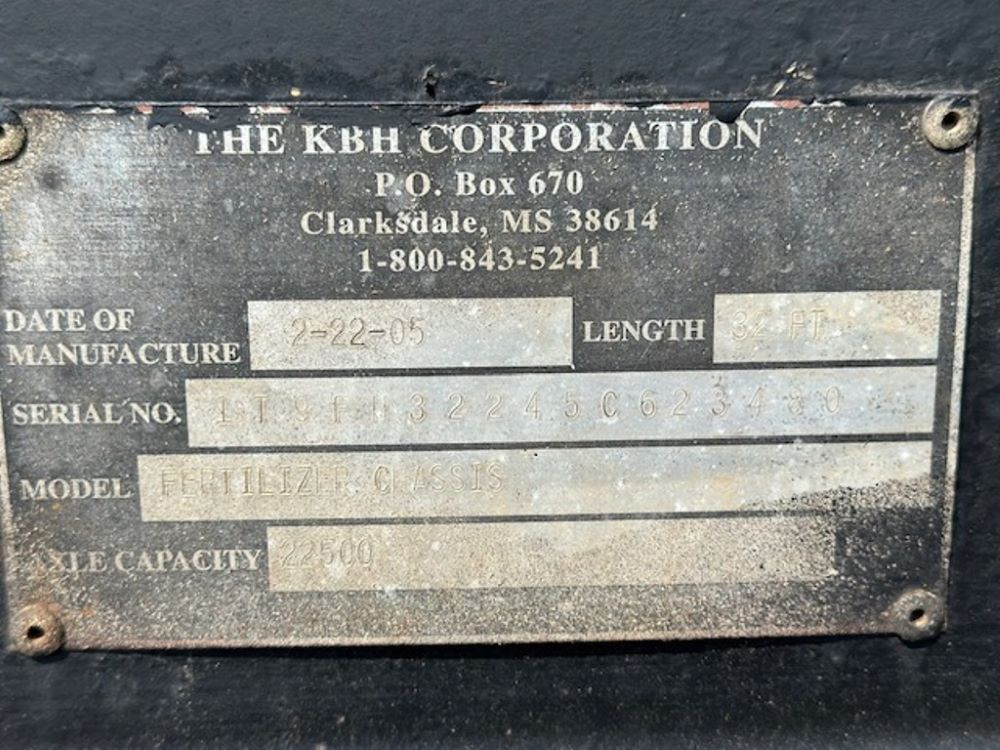 THE KBH CORPORATION
P.O. Box 670
Clarksdale, MS 38614
1-800-843-5241
DATE OF MANUFACTURE 2-22-05 LENGTH 32 FT
SERIAL NO. 1T9FH32245C623480
MODEL FERTILIZER CHASSIS
AXLE CAPACITY 22500